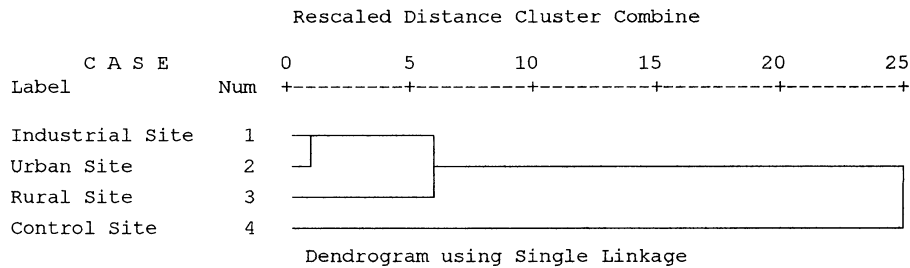 Rescaled Distance Cluster Combine
C A S E 0 5 10 15 20 25
Label Num +---------+---------+---------+---------+---------+
Industrial Site 1
Urban Site 2
Rural Site 3
Control Site 4
Dendrogram using Single Linkage